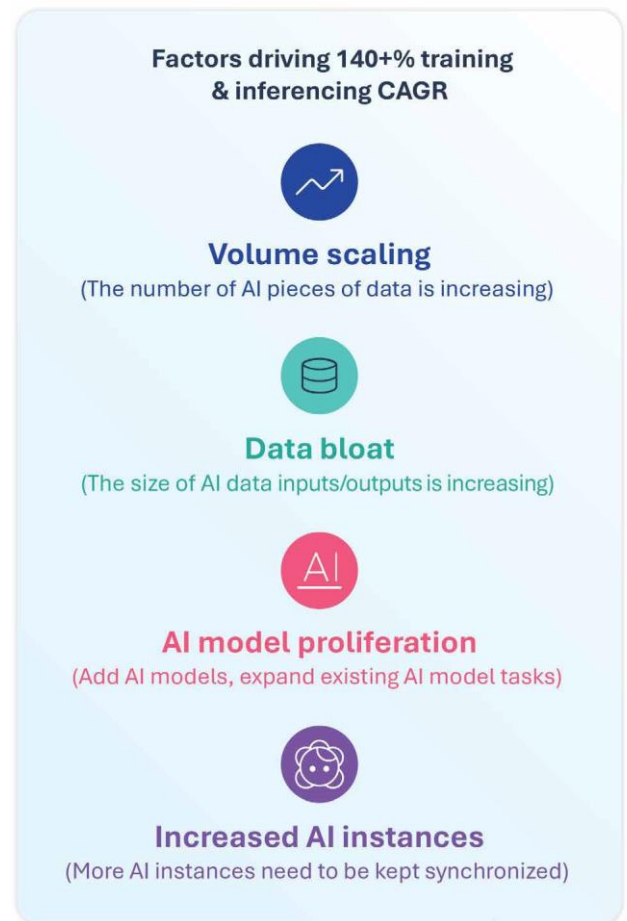 Factors driving 140+% training
& inferencing CAGR
Volume scaling
(The number of AI pieces of data is increasing)
Data bloat
(The size of AI data inputs/outputs is increasing)
AI
AI model proliferation
(Add AI models, expand existing AI model tasks)
Increased AI instances
(More AI instances need to be kept synchronized)